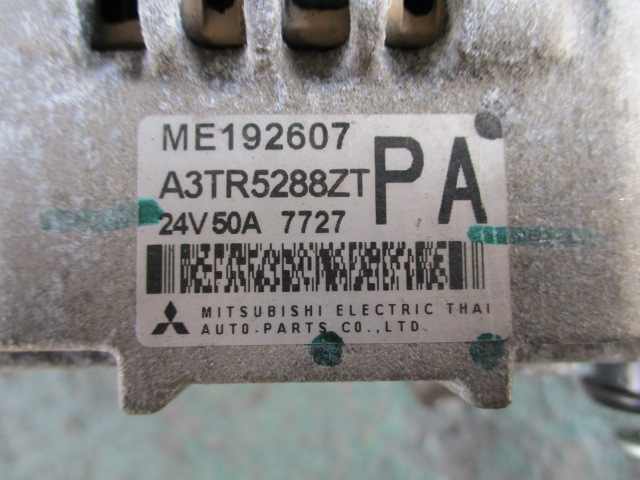 ME192607
A3TR5288ZT
PA
24V 50A 7727
MITSUBISHI ELECTRIC THAI
AUTO-PARTS CO.,LTD.